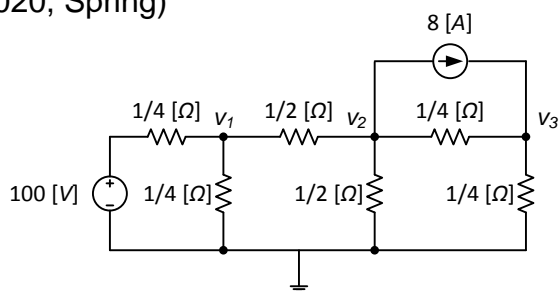 020, Spring)
8 [A]
1/4 [Ω] v1 1/2 [Ω] v2 1/4 [Ω] v3
100 [V] + − 1/4 [Ω] 1/2 [Ω] 1/4 [Ω]